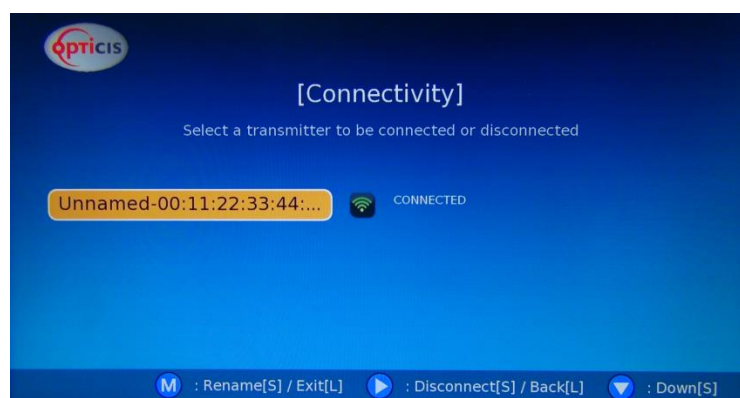 OPTICIS
[Connectivity]
Select a transmitter to be connected or disconnected
Unnamed-00:11:22:33:44:...
CONNECTED
M : Rename[S] / Exit[L] : Disconnect[S] / Back[L] : Down[S]